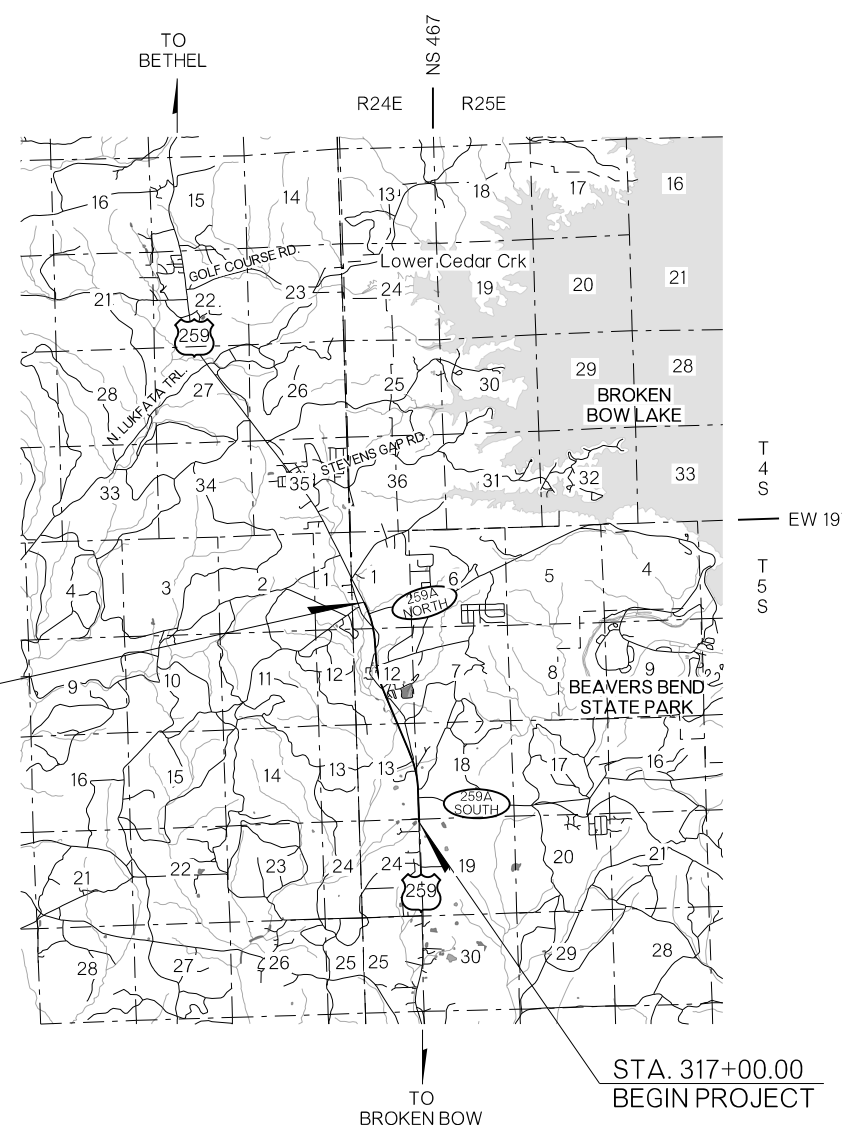 TO
BETHEL
NS 467
R24E R25E
16 15 14 13 18 17 16
GOLF COURSE RD.
Lower Cedar Crk
21 22 23 24 19 20 21
259
28 27 26 25 30 29 28
N. LUKFATA TRL.
BROKEN
BOW LAKE
STEVENS GAP RD.
33 34 35 36 31 32 33
T
4
S
EW 19
T
5
S
4 3 2 1 1 6 5 4
259A
NORTH
9 10 11 12 12 7 8 9
BEAVERS BEND
STATE PARK
16 15 14 13 13 18 17 16
259A
SOUTH
21 22 23 24 24 19 20 21
259
28 27 26 25 25 30 29 28
STA. 317+00.00
BEGIN PROJECT
TO
BROKEN BOW